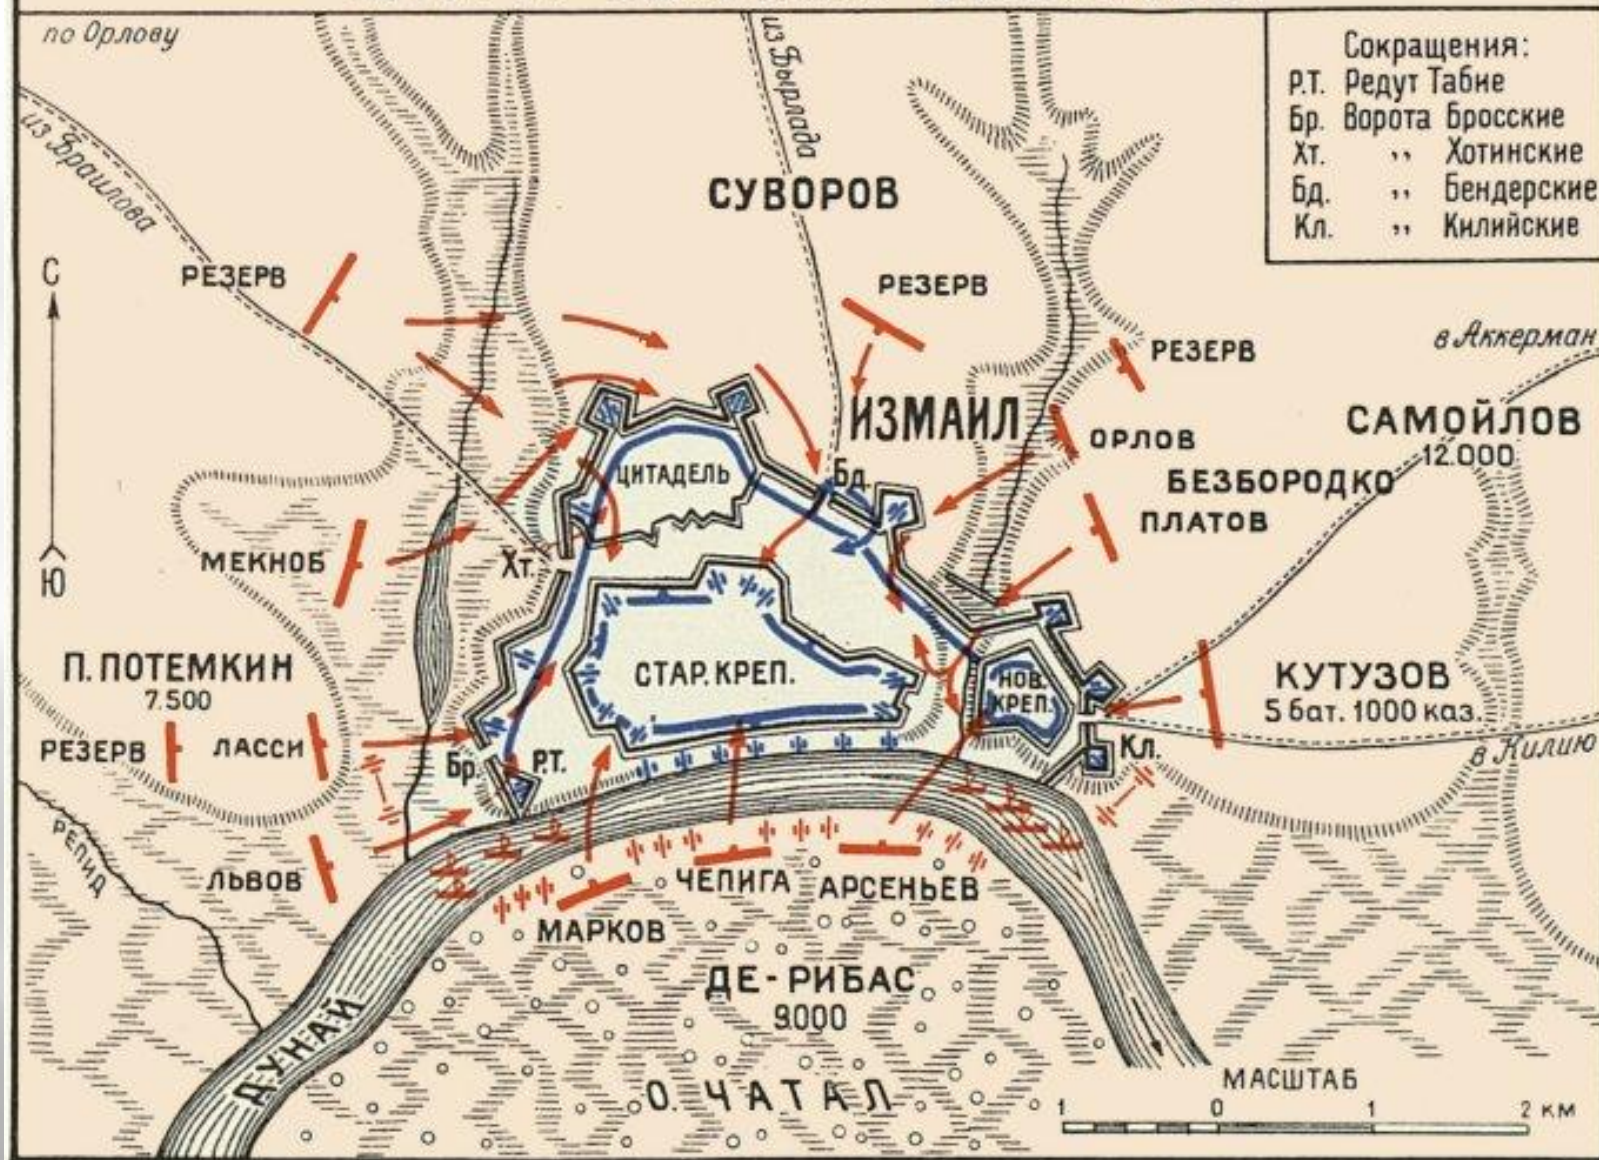 по Орлову
из Браилова
из Бырлада
Сокращения:
Р.Т. Редут Табие
Бр. Ворота Бросские
Хт. ,, Хотинские
Бд. ,, Бендерские
Кл. ,, Килийские
СУВОРОВ
С
Ю
РЕЗЕРВ
РЕЗЕРВ
РЕЗЕРВ
в Аккерман
ИЗМАИЛ
ОРЛОВ
САМОЙЛОВ
12.000
БЕЗБОРОДКО
ПЛАТОВ
ЦИТАДЕЛЬ
Бд.
МЕКНОБ
Хт.
П. ПОТЕМКИН
7.500
РЕЗЕРВ
ЛАССИ
СТАР. КРЕП.
НОВ.
КРЕП.
КУТУЗОВ
5 бат. 1000 каз.
в Килию
Бр.
Р.Т.
Кл.
РЕПИД
ЛЬВОВ
ЧЕПИГА
АРСЕНЬЕВ
МАРКОВ
ДЕ-РИБАС
9000
ДУНАЙ
О. ЧАТАЛ
МАСШТАБ
1 0 1 2 км